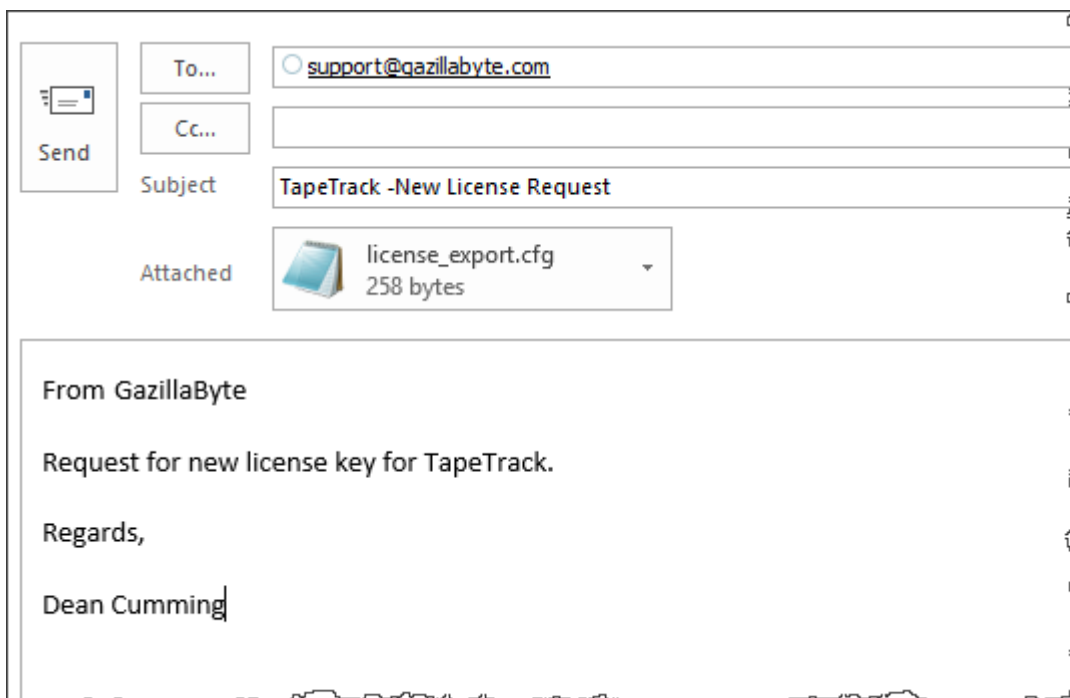 To...
support@gazillabyte.com
Cc...
Send
Subject
TapeTrack -New License Request
Attached
license_export.cfg
258 bytes
From GazillaByte
Request for new license key for TapeTrack.
Regards,
Dean Cumming